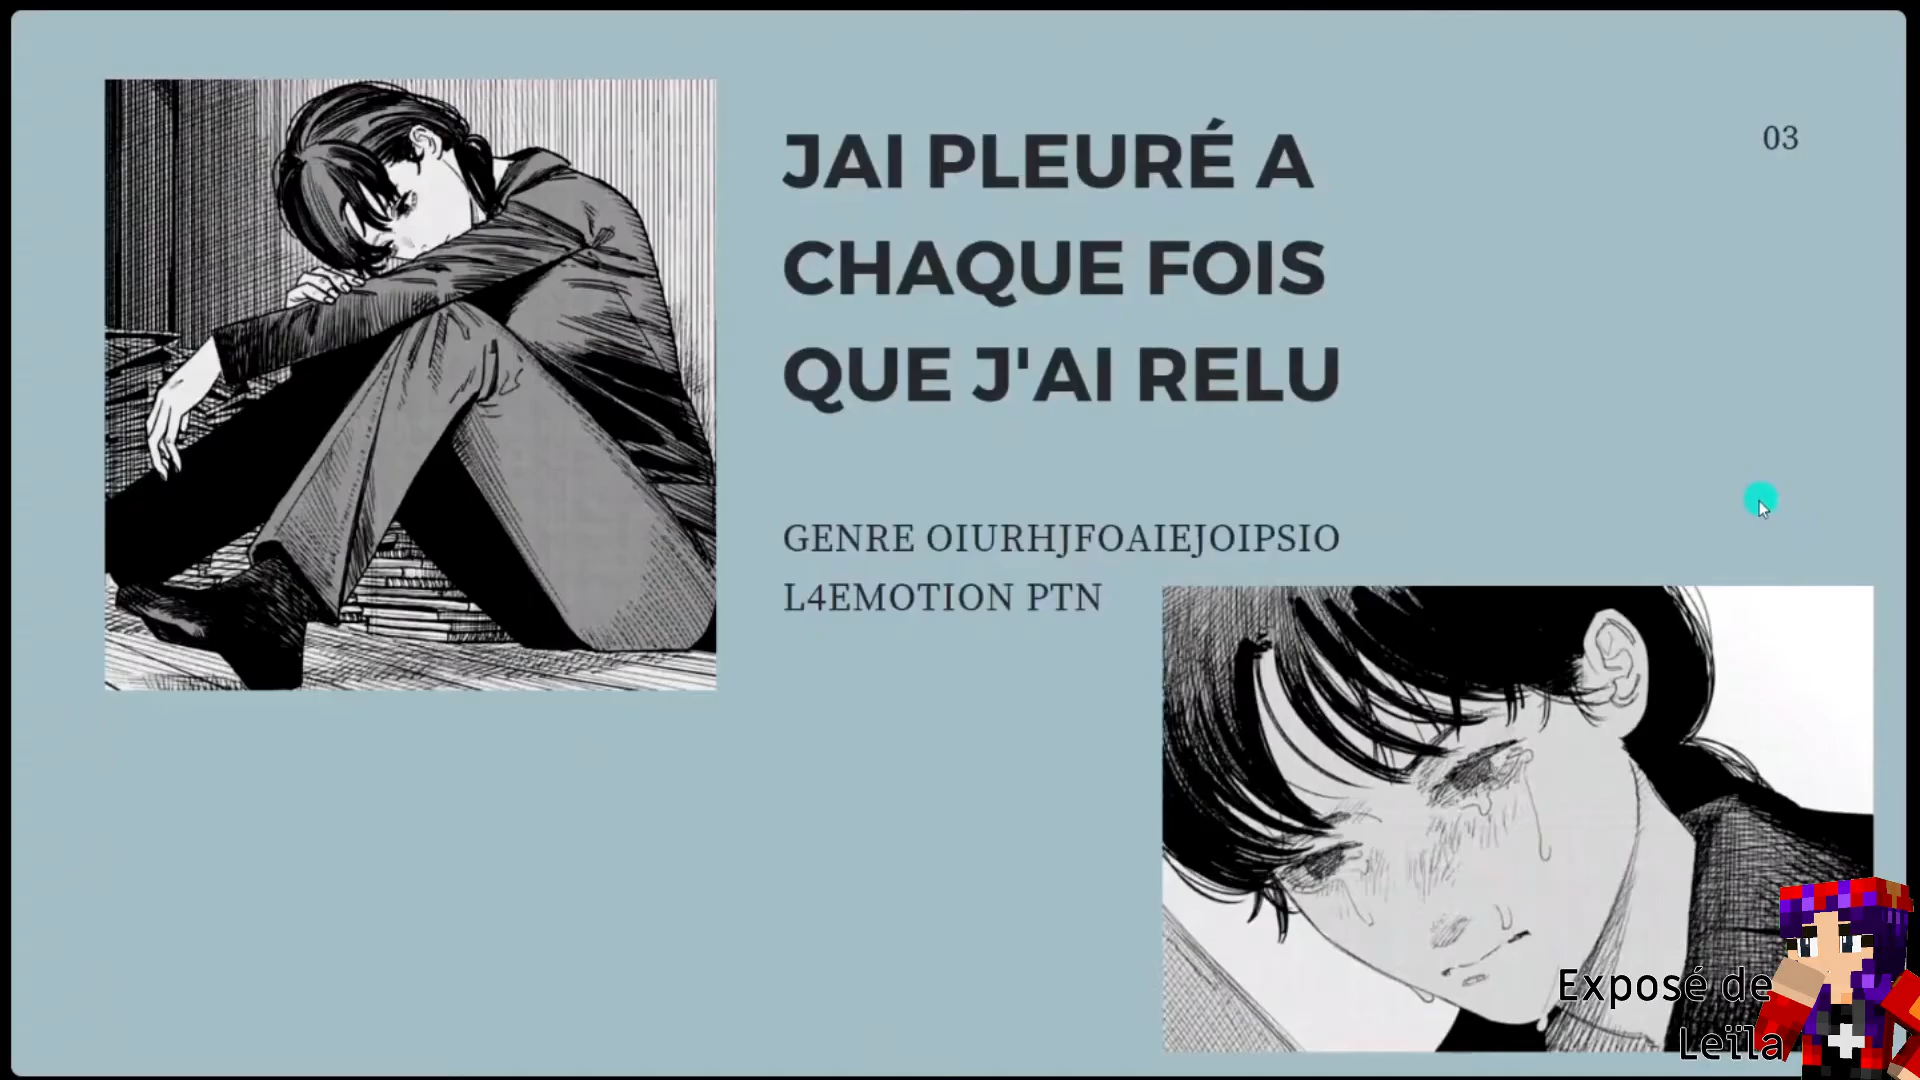 03
JAI PLEURÉ A
CHAQUE FOIS
QUE J'AI RELU
GENRE OIURHJFOAIEJOIPSIO
L4EMOTION PTN
Exposé de
Leïla